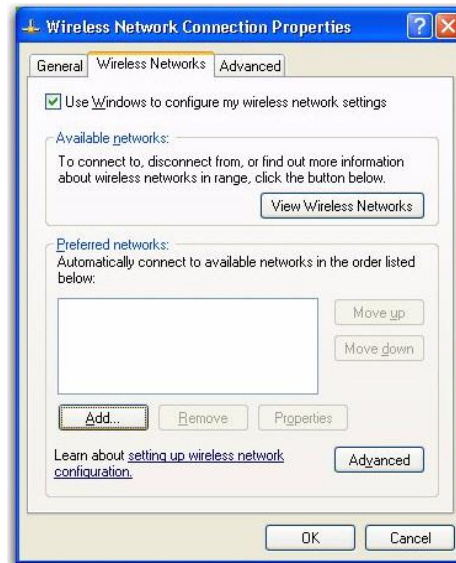 Wireless Network Connection Properties
?
X
General
Wireless Networks
Advanced
Use Windows to configure my wireless network settings
Available networks:
To connect to, disconnect from, or find out more information
about wireless networks in range, click the button below.
View Wireless Networks
Preferred networks:
Automatically connect to available networks in the order listed
below:
Move up
Move down
Add...
Remove
Properties
Learn about setting up wireless network
configuration.
Advanced
OK
Cancel